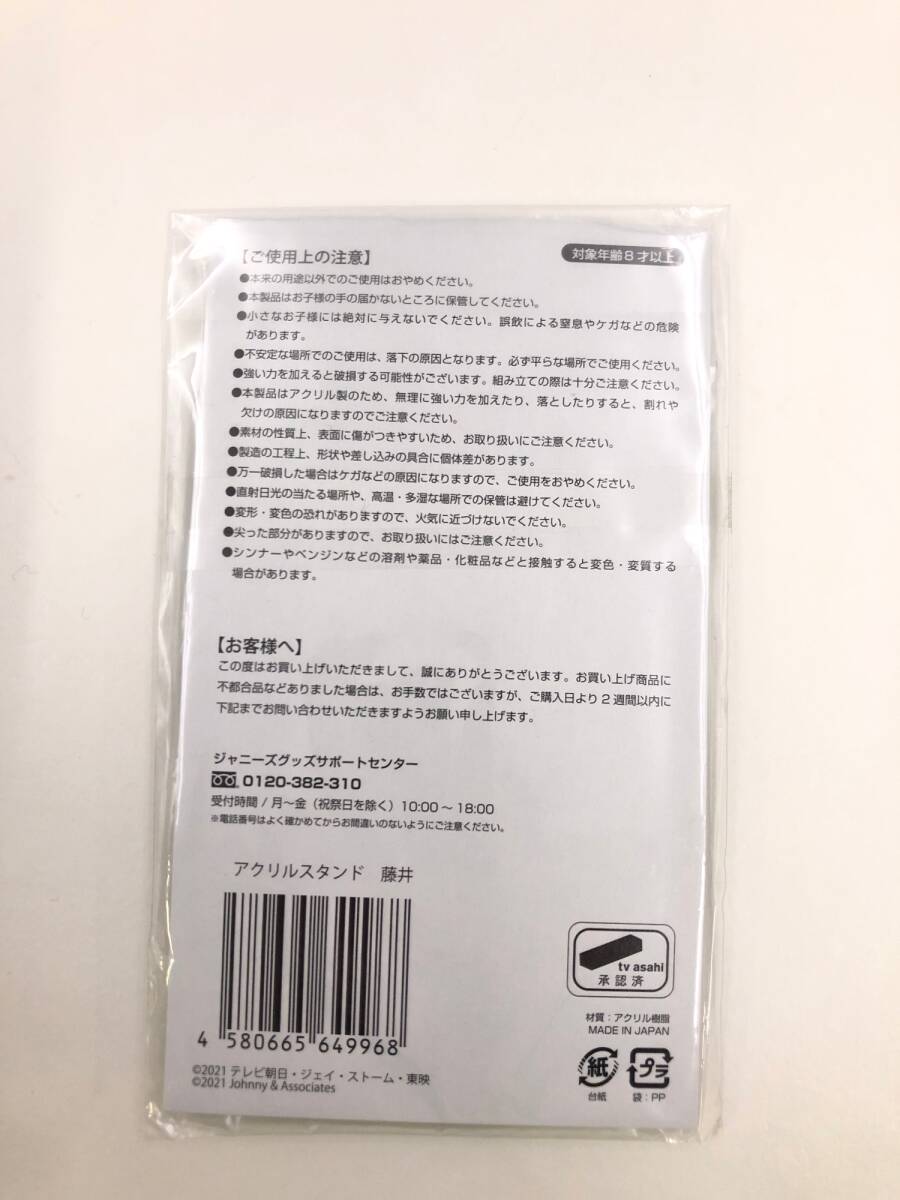 【ご使用上の注意】
対象年齢8才以上
●本来の用途以外でのご使用はおやめください。
●本製品はお子様の手の届かないところに保管してください。
●小さなお子様には絶対に与えないでください。誤飲による窒息やケガなどの危険
があります。
●不安定な場所でのご使用は、落下の原因となります。必ず平らな場所でご使用ください。
●強い力を加えると破損する可能性がございます。組み立ての際は十分ご注意ください。
●本製品はアクリル製のため、無理に強い力を加えたり、落としたりすると、割れや
欠けの原因になりますのでご注意ください。
●素材の性質上、表面に傷がつきやすいため、お取り扱いにご注意ください。
●製造の工程上、形状や差し込みの具合に個体差があります。
●万一破損した場合はケガなどの原因になりますので、ご使用をおやめください。
●直射日光の当たる場所や、高温・多湿な場所での保管は避けてください。
●変形・変色の恐れがありますので、火気に近づけないでください。
●尖った部分がありますので、お取り扱いにはご注意ください。
●シンナーやベンジンなどの溶剤や薬品・化粧品などと接触すると変色・変質する
場合があります。
【お客様へ】
この度はお買い上げいただきまして、誠にありがとうございます。お買い上げ商品に
不都合品などありました場合は、お手数ではございますが、ご購入日より2週間以内に
下記までお問い合わせいただきますようお願い申し上げます。
ジャニーズグッズサポートセンター
0120-382-310
受付時間/月〜金（祝祭日を除く）10:00〜18:00
※電話番号はよく確かめてからお間違いのないようにご注意ください。
アクリルスタンド 藤井
4 580665 649968
©2021 テレビ朝日・ジェイ・ストーム・東映
©2021 Johnny & Associates
tv asahi
承認済
材質：アクリル樹脂
MADE IN JAPAN
紙
プラ
台紙
袋：PP